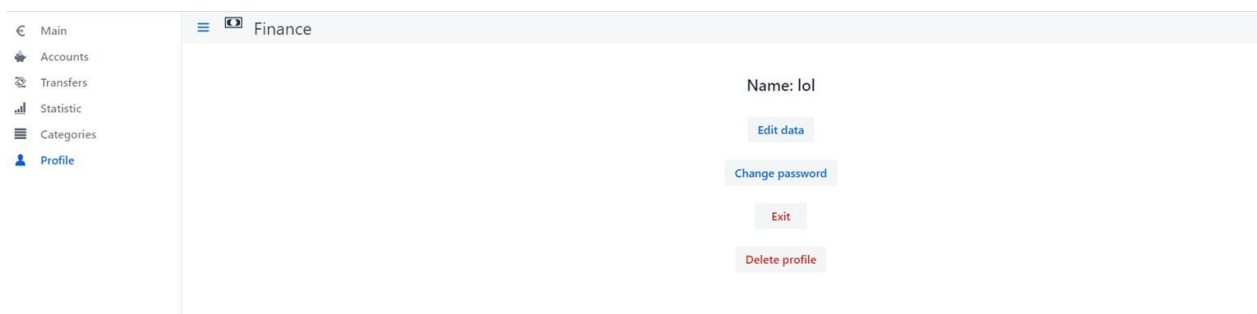 € Main
Accounts
Transfers
Statistic
Categories
Profile
Finance
Name: lol
Edit data
Change password
Exit
Delete profile